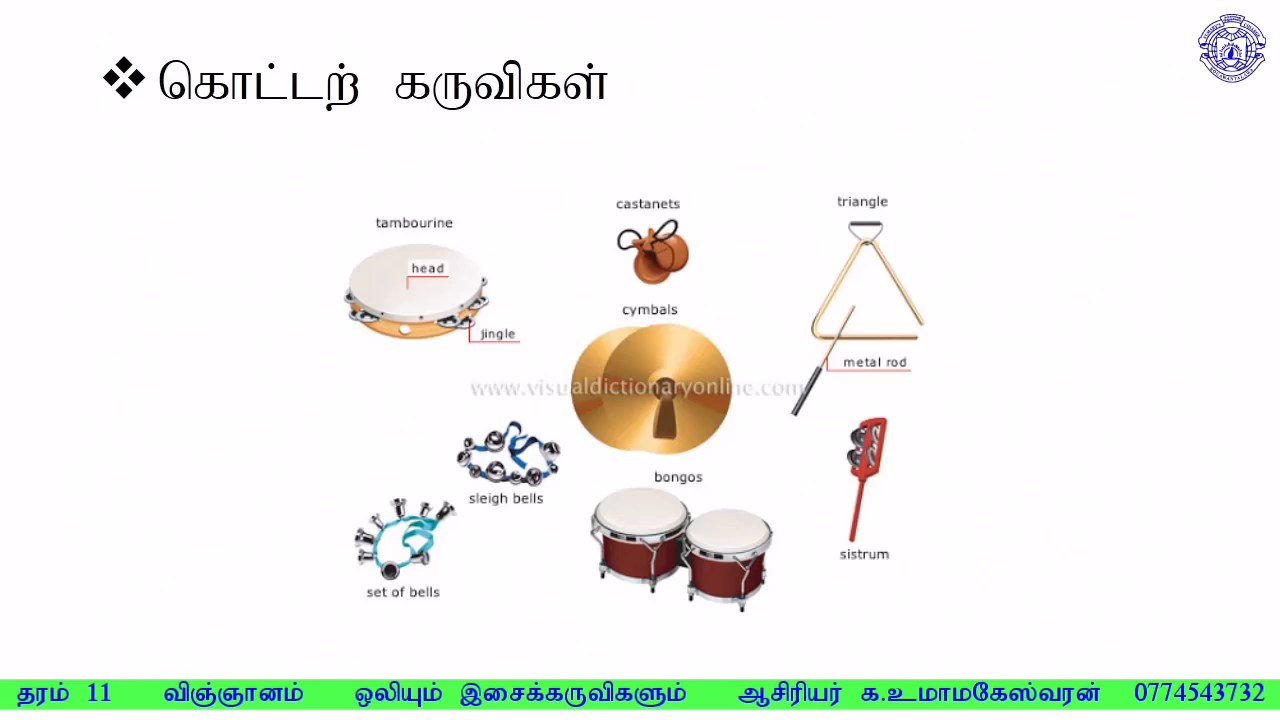 ❖ கொட்டற் கருவிகள்
castanets
triangle
tambourine
head
cymbals
jingle
metal rod
www.visualdictionaryonline.com
bongos
sleigh bells
sistrum
set of bells
தரம் 11 விஞ்ஞானம் ஒலியும் இசைக்கருவிகளும் ஆசிரியர் க.உமாமகேஸ்வரன் 0774543732